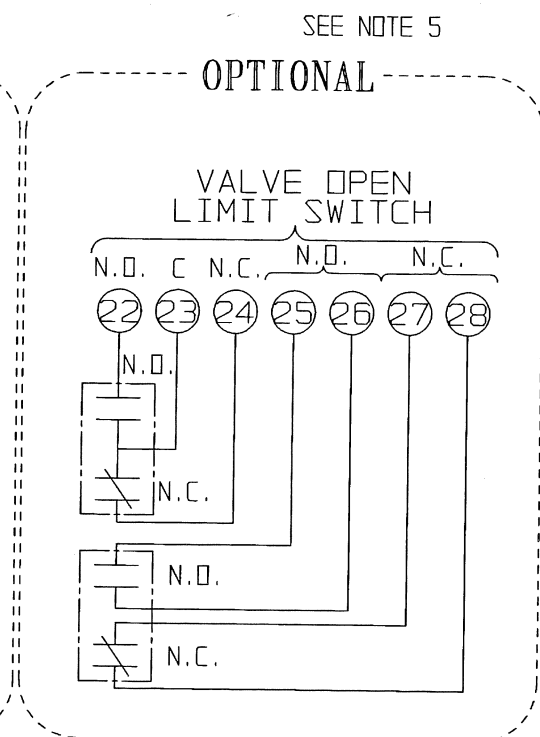 SEE NOTE 5
OPTIONAL
VALVE OPEN
LIMIT SWITCH
N.O. C N.C. N.O. N.C.
22 23 24 25 26 27 28
N.O.
N.C.
N.O.
N.C.